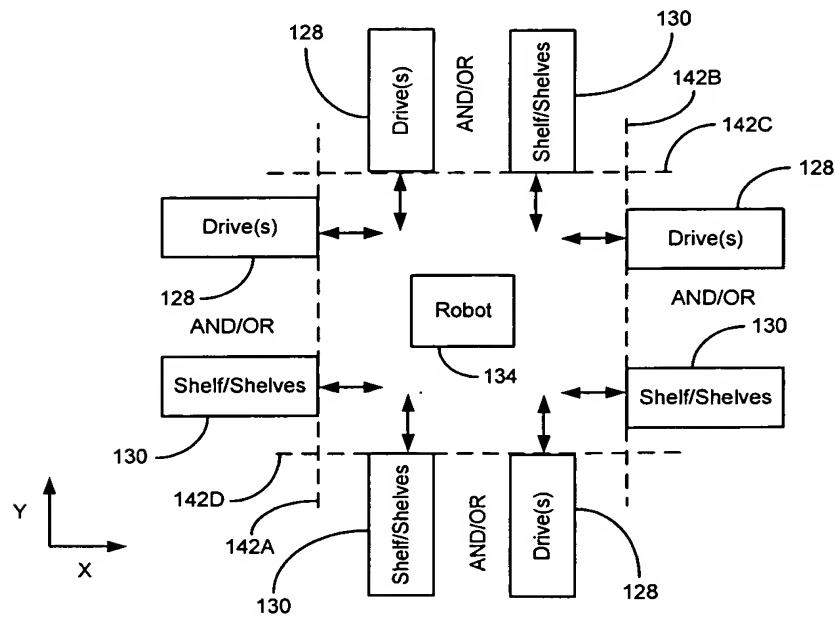 128
Drive(s)
AND/OR
Shelf/Shelves
130
142B
142C
128
Drive(s)
Drive(s)
128
AND/OR
Robot
134
AND/OR
130
Shelf/Shelves
Shelf/Shelves
130
142D
142A
Y
X
130
Shelf/Shelves
AND/OR
Drive(s)
128